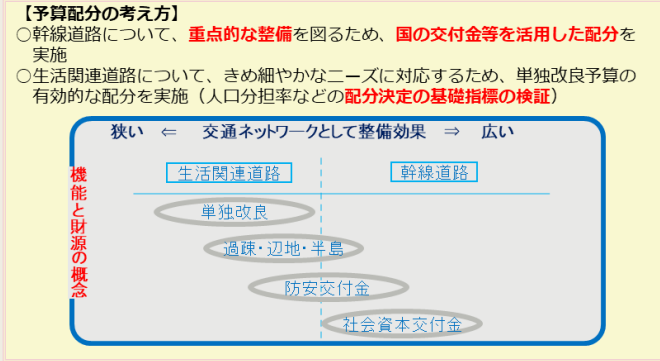 【予算配分の考え方】
○幹線道路について、重点的な整備を図るため、国の交付金等を活用した配分を
実施
○生活関連道路について、きめ細やかなニーズに対応するため、単独改良予算の
有効的な配分を実施（人口分担率などの配分決定の基礎指標の検証）
狭い ⇐ 交通ネットワークとして整備効果 ⇒ 広い
機能と財源の概念
生活関連道路 幹線道路
単独改良
過疎・辺地・半島
防安交付金
社会資本交付金